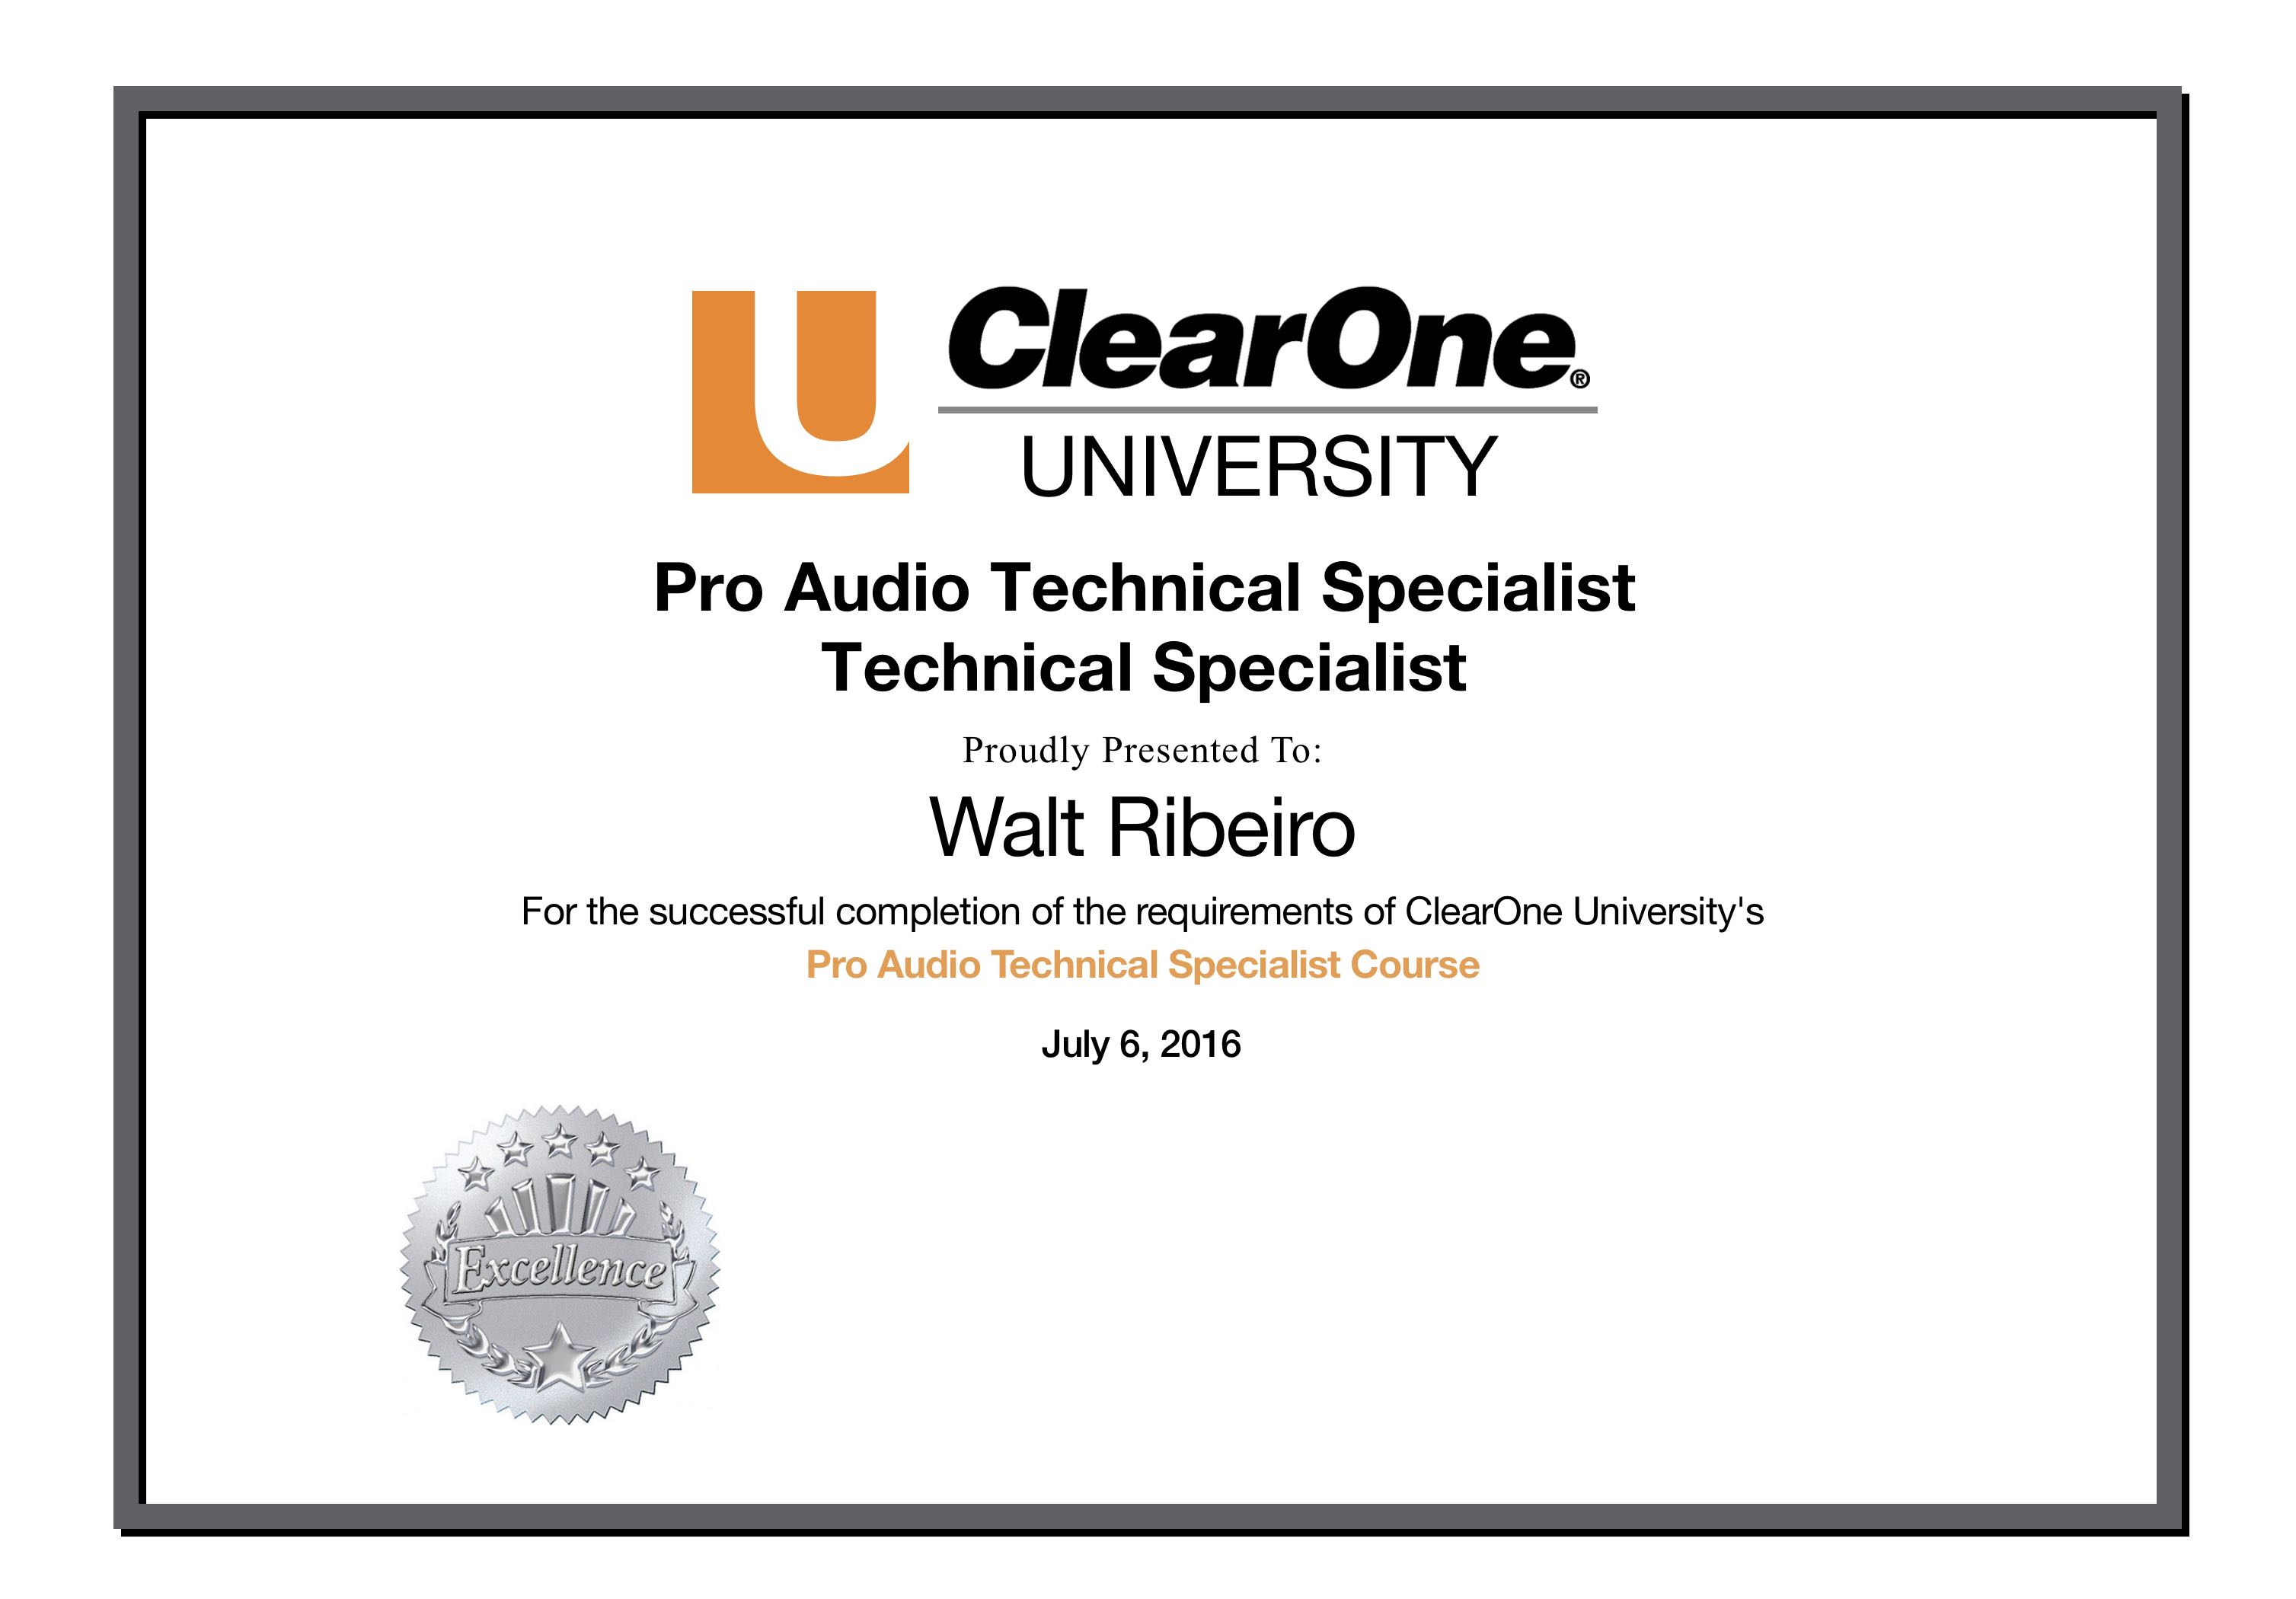 U
ClearOne®
UNIVERSITY
Pro Audio Technical Specialist
Technical Specialist
Proudly Presented To:
Walt Ribeiro
For the successful completion of the requirements of ClearOne University's
Pro Audio Technical Specialist Course
July 6, 2016
Excellence